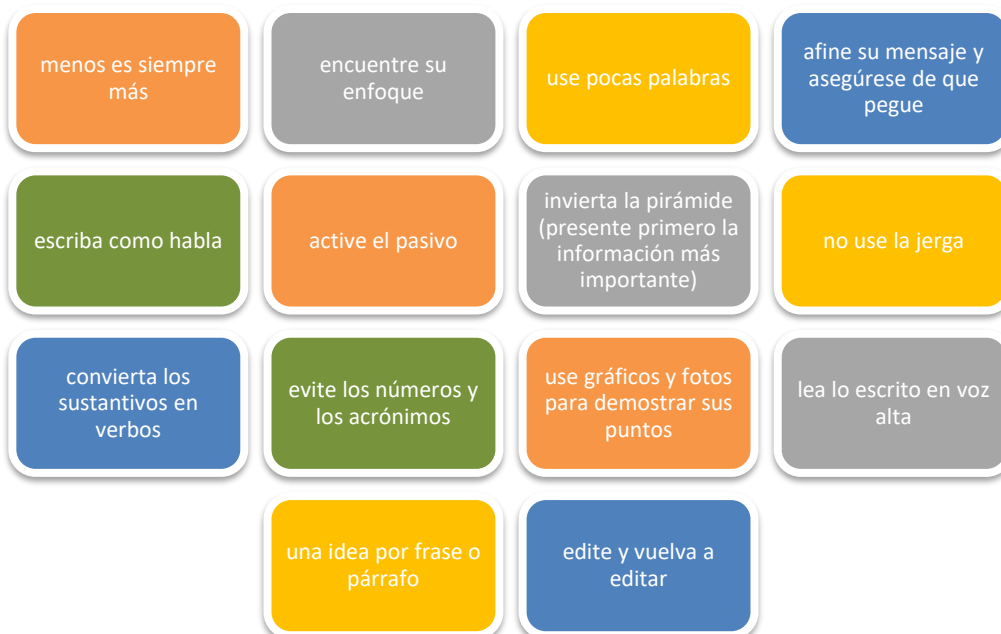 menos es siempre
más
encuentre su
enfoque
use pocas palabras
afine su mensaje y
asegúrese de que
pegue
escriba como habla
active el pasivo
invierta la pirámide
(presente primero la
información más
importante)
no use la jerga
convierta los
sustantivos en
verbos
evite los números y
los acrónimos
use gráficos y fotos
para demostrar sus
puntos
lea lo escrito en voz
alta
una idea por frase o
párrafo
edite y vuelva a
editar